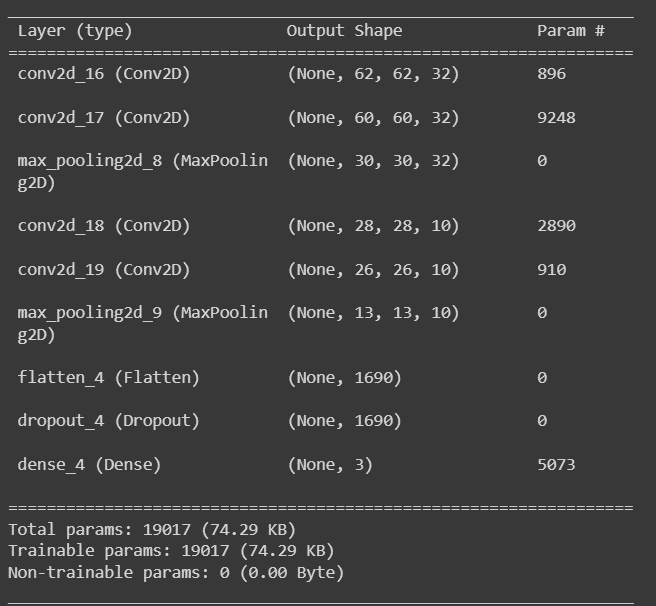 Layer (type) Output Shape Param #
conv2d_16 (Conv2D) (None, 62, 62, 32) 896
conv2d_17 (Conv2D) (None, 60, 60, 32) 9248
max_pooling2d_8 (MaxPoolin (None, 30, 30, 32) 0
g2D)
conv2d_18 (Conv2D) (None, 28, 28, 10) 2890
conv2d_19 (Conv2D) (None, 26, 26, 10) 910
max_pooling2d_9 (MaxPoolin (None, 13, 13, 10) 0
g2D)
flatten_4 (Flatten) (None, 1690) 0
dropout_4 (Dropout) (None, 1690) 0
dense_4 (Dense) (None, 3) 5073
Total params: 19017 (74.29 KB)
Trainable params: 19017 (74.29 KB)
Non-trainable params: 0 (0.00 Byte)